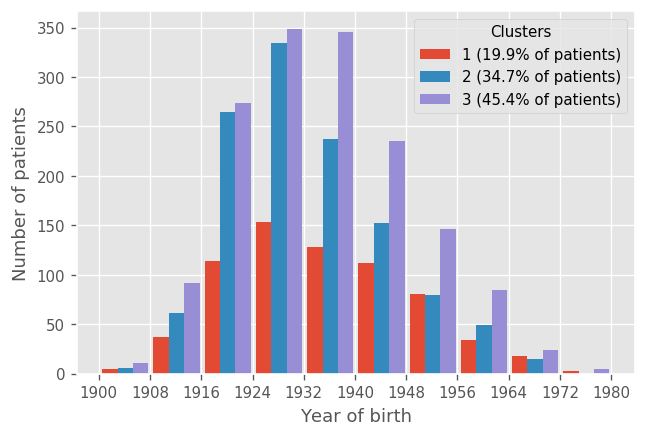 Clusters
1 (19.9% of patients)
2 (34.7% of patients)
3 (45.4% of patients)
Number of patients
350
300
250
200
150
100
50
0
1900 1908 1916 1924 1932 1940 1948 1956 1964 1972 1980
Year of birth